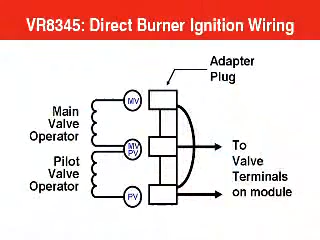 VR8345: Direct Burner Ignition Wiring
Adapter
Plug
MV
Main
Valve
Operator
MV
PV
To
Valve
Terminals
on module
Pilot
Valve
Operator
PV